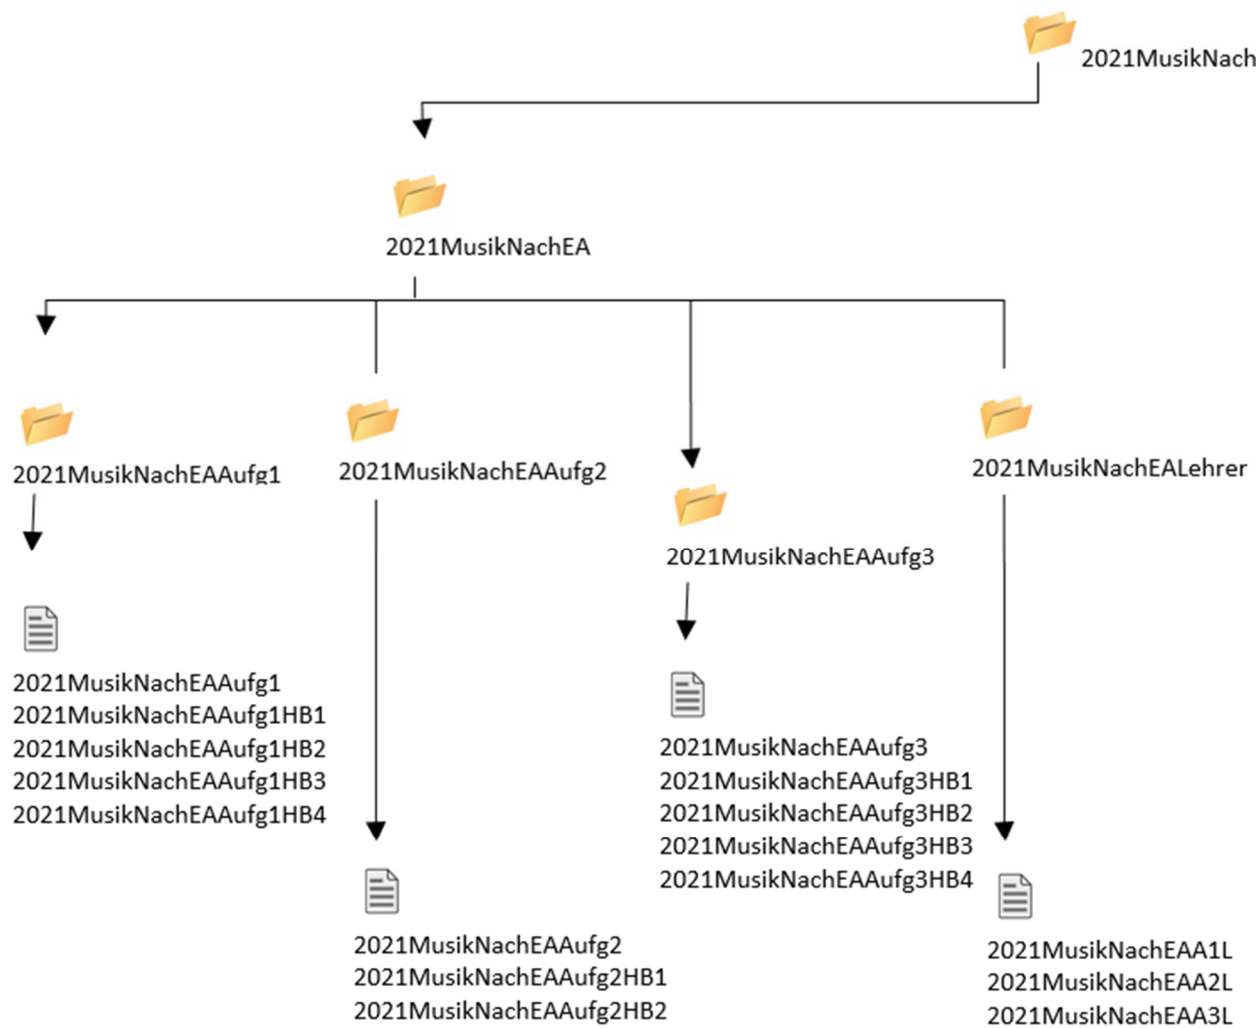 2021MusikNach
2021MusikNachEA
2021MusikNachEAAufg1
2021MusikNachEAAufg2
2021MusikNachEAAufg3
2021MusikNachEALehrer
2021MusikNachEAAufg1
2021MusikNachEAAufg1HB1
2021MusikNachEAAufg1HB2
2021MusikNachEAAufg1HB3
2021MusikNachEAAufg1HB4
2021MusikNachEAAufg2
2021MusikNachEAAufg2HB1
2021MusikNachEAAufg2HB2
2021MusikNachEAAufg3
2021MusikNachEAAufg3HB1
2021MusikNachEAAufg3HB2
2021MusikNachEAAufg3HB3
2021MusikNachEAAufg3HB4
2021MusikNachEAA1L
2021MusikNachEAA2L
2021MusikNachEAA3L